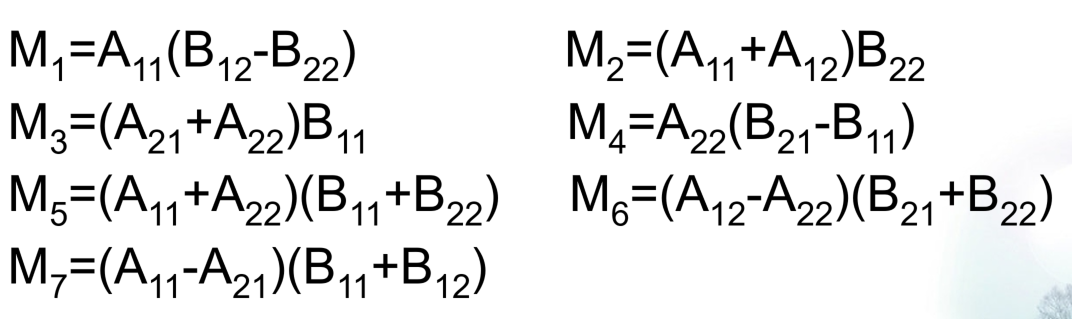 M₁=A₁₁(B₁₂-B₂₂) M₂=(A₁₁+A₁₂)B₂₂
M₃=(A₂₁+A₂₂)B₁₁ M₄=A₂₂(B₂₁-B₁₁)
M₅=(A₁₁+A₂₂)(B₁₁+B₂₂) M₆=(A₁₂-A₂₂)(B₂₁+B₂₂)
M₇=(A₁₁-A₂₁)(B₁₁+B₁₂)